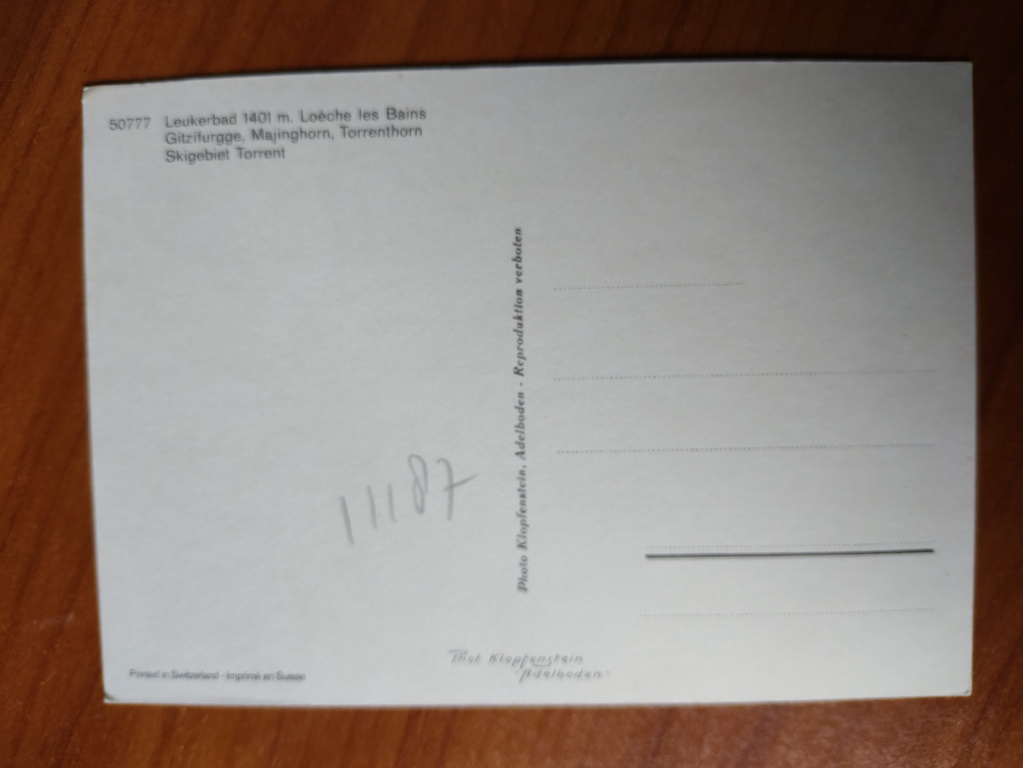 50777 Leukerbad 1401 m. Loèche les Bains
Gitzifurgge, Majinghorn, Torrenthorn
Skigebiet Torrent
Photo Klopfenstein, Adelboden - Reproduktion verboten
11187
Printed in Switzerland - Imprimé en Suisse
Phot Klopfenstein
"Adelboden"